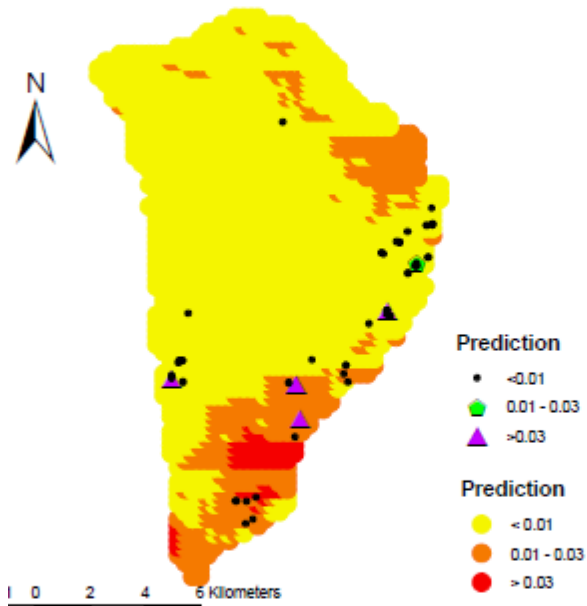 N
Prediction
<0.01
0.01 - 0.03
>0.03
Prediction
< 0.01
0.01 - 0.03
> 0.03
0 2 4 6 Kilometers